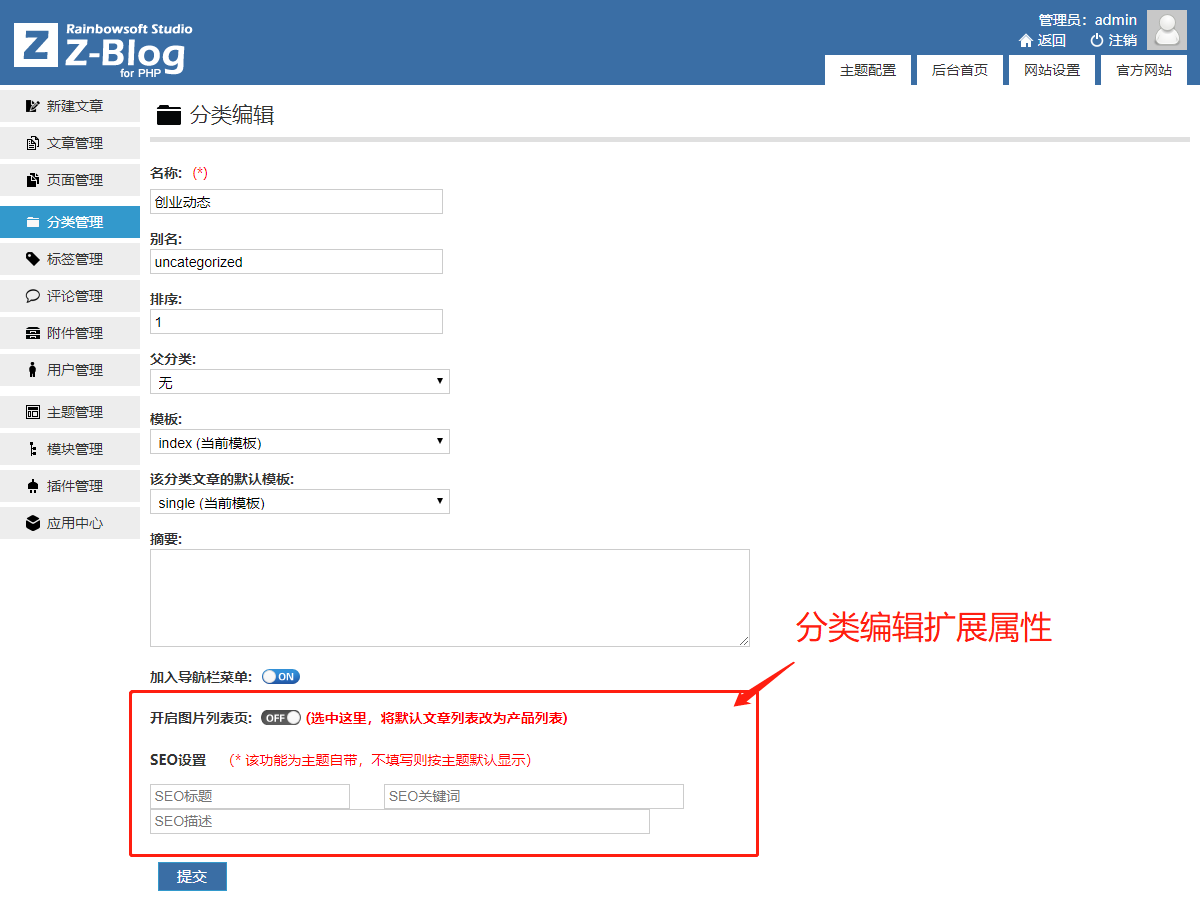 Z
Rainbowsoft Studio
Z-Blog
for PHP
管理员：admin
返回
注销
主题配置
后台首页
网站设置
官方网站
新建文章
文章管理
页面管理
分类管理
标签管理
评论管理
附件管理
用户管理
主题管理
模块管理
插件管理
应用中心
分类编辑
名称: (*)
创业动态
别名:
uncategorized
排序:
1
父分类:
无
模板:
index (当前模板)
该分类文章的默认模板:
single (当前模板)
摘要:
分类编辑扩展属性
加入导航栏菜单: ON
开启图片列表页: OFF (选中这里，将默认文章列表改为产品列表)
SEO设置 (* 该功能为主题自带，不填写则按主题默认显示)
SEO标题 SEO关键词
SEO描述
提交